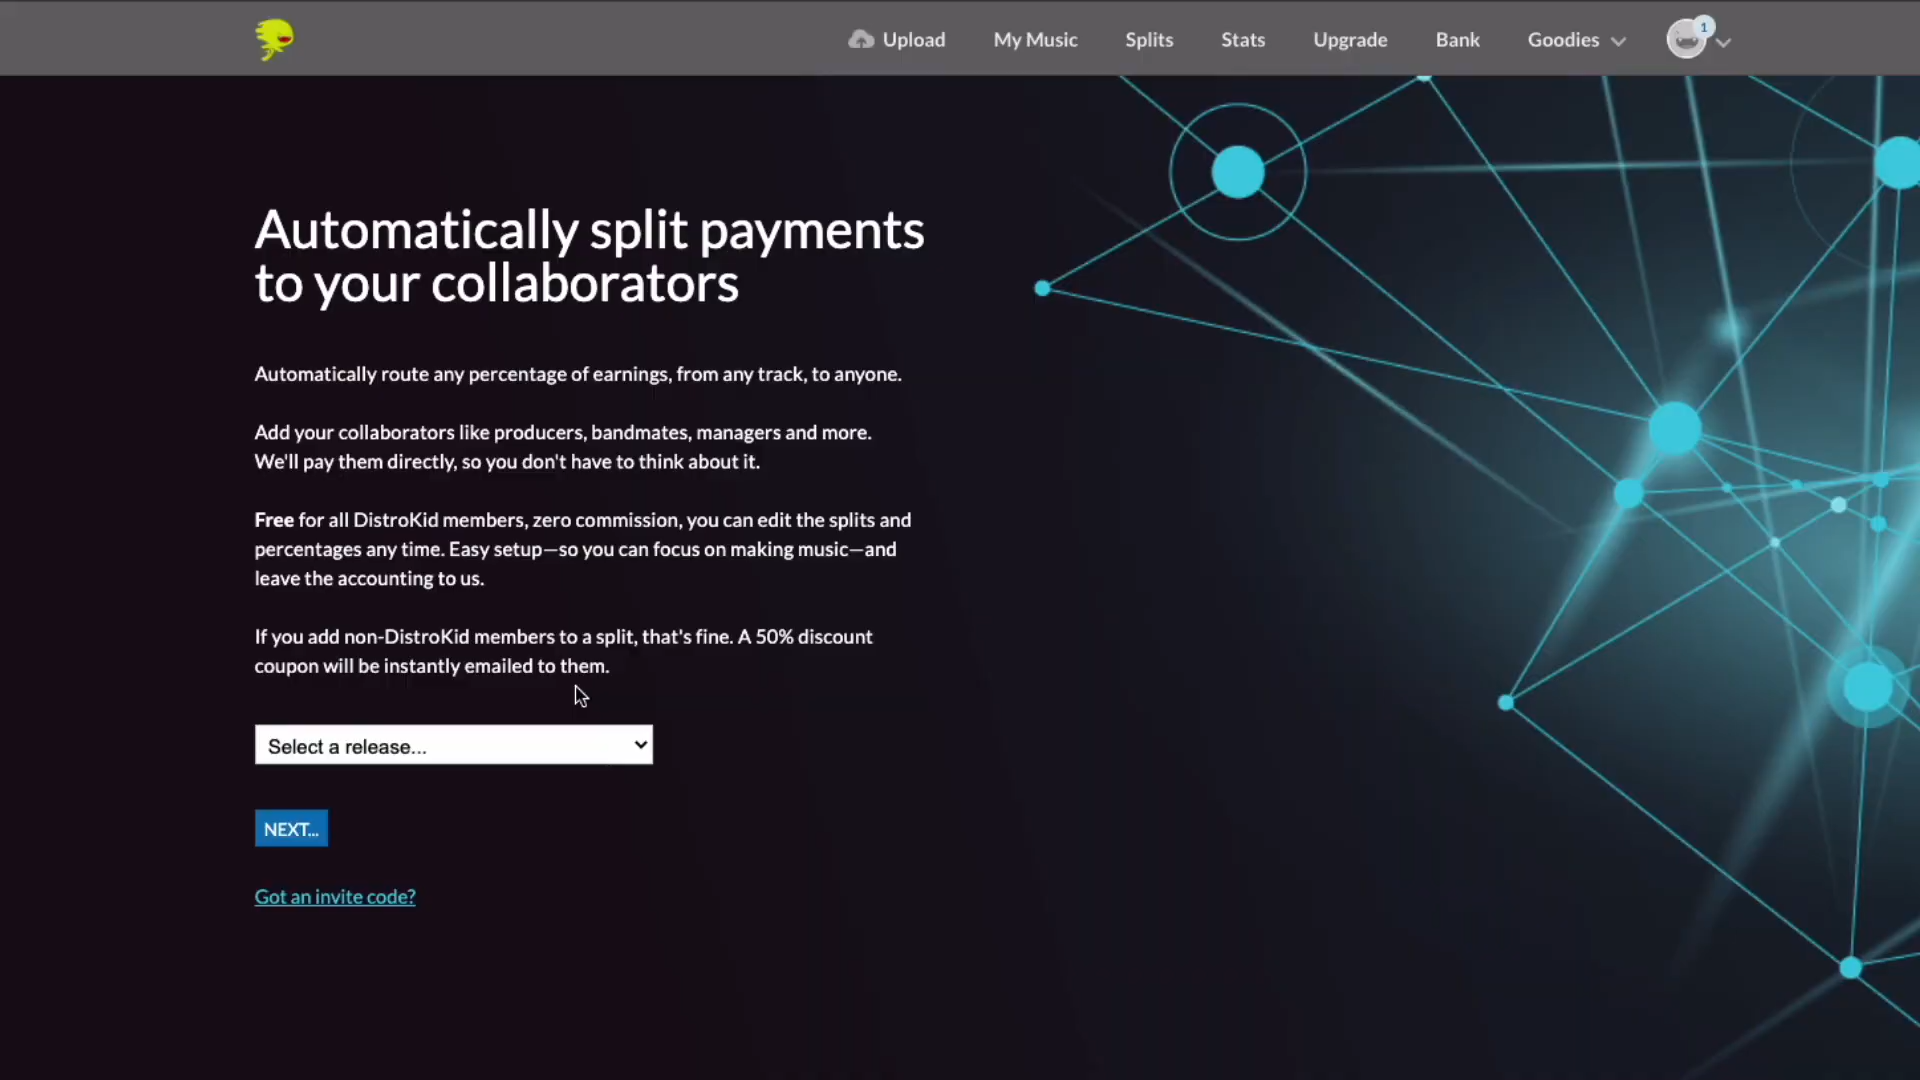 Upload My Music Splits Stats Upgrade Bank Goodies 1
Automatically split payments
to your collaborators
Automatically route any percentage of earnings, from any track, to anyone.
Add your collaborators like producers, bandmates, managers and more.
We'll pay them directly, so you don't have to think about it.
Free for all DistroKid members, zero commission, you can edit the splits and
percentages any time. Easy setup—so you can focus on making music—and
leave the accounting to us.
If you add non-DistroKid members to a split, that's fine. A 50% discount
coupon will be instantly emailed to them.
Select a release...
NEXT...
Got an invite code?